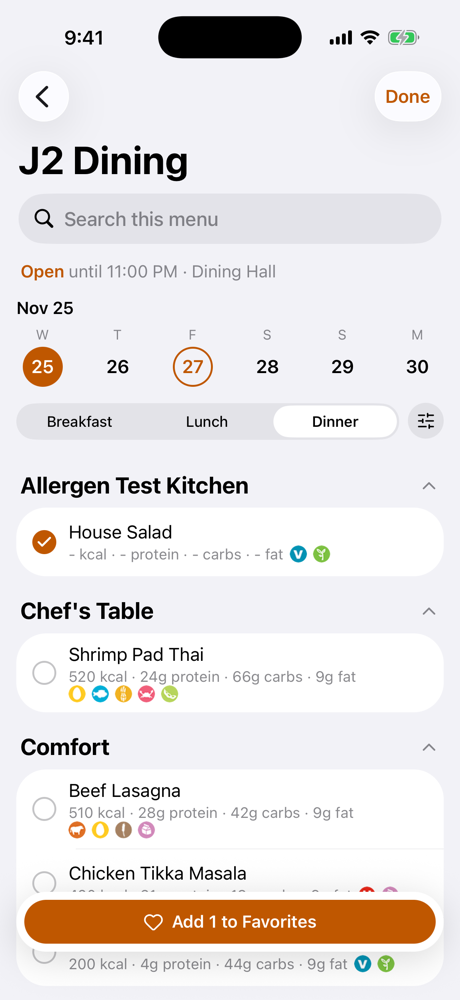 9:41
Done
J2 Dining
Search this menu
Open until 11:00 PM · Dining Hall
Nov 25
W T F S S M
25 26 27 28 29 30
Breakfast Lunch Dinner
Allergen Test Kitchen
House Salad
- kcal · - protein · - carbs · - fat V
Chef's Table
Shrimp Pad Thai
520 kcal · 24g protein · 66g carbs · 9g fat
Comfort
Beef Lasagna
510 kcal · 28g protein · 42g carbs · 9g fat
Chicken Tikka Masala
Add 1 to Favorites
200 kcal · 4g protein · 44g carbs · 9g fat V